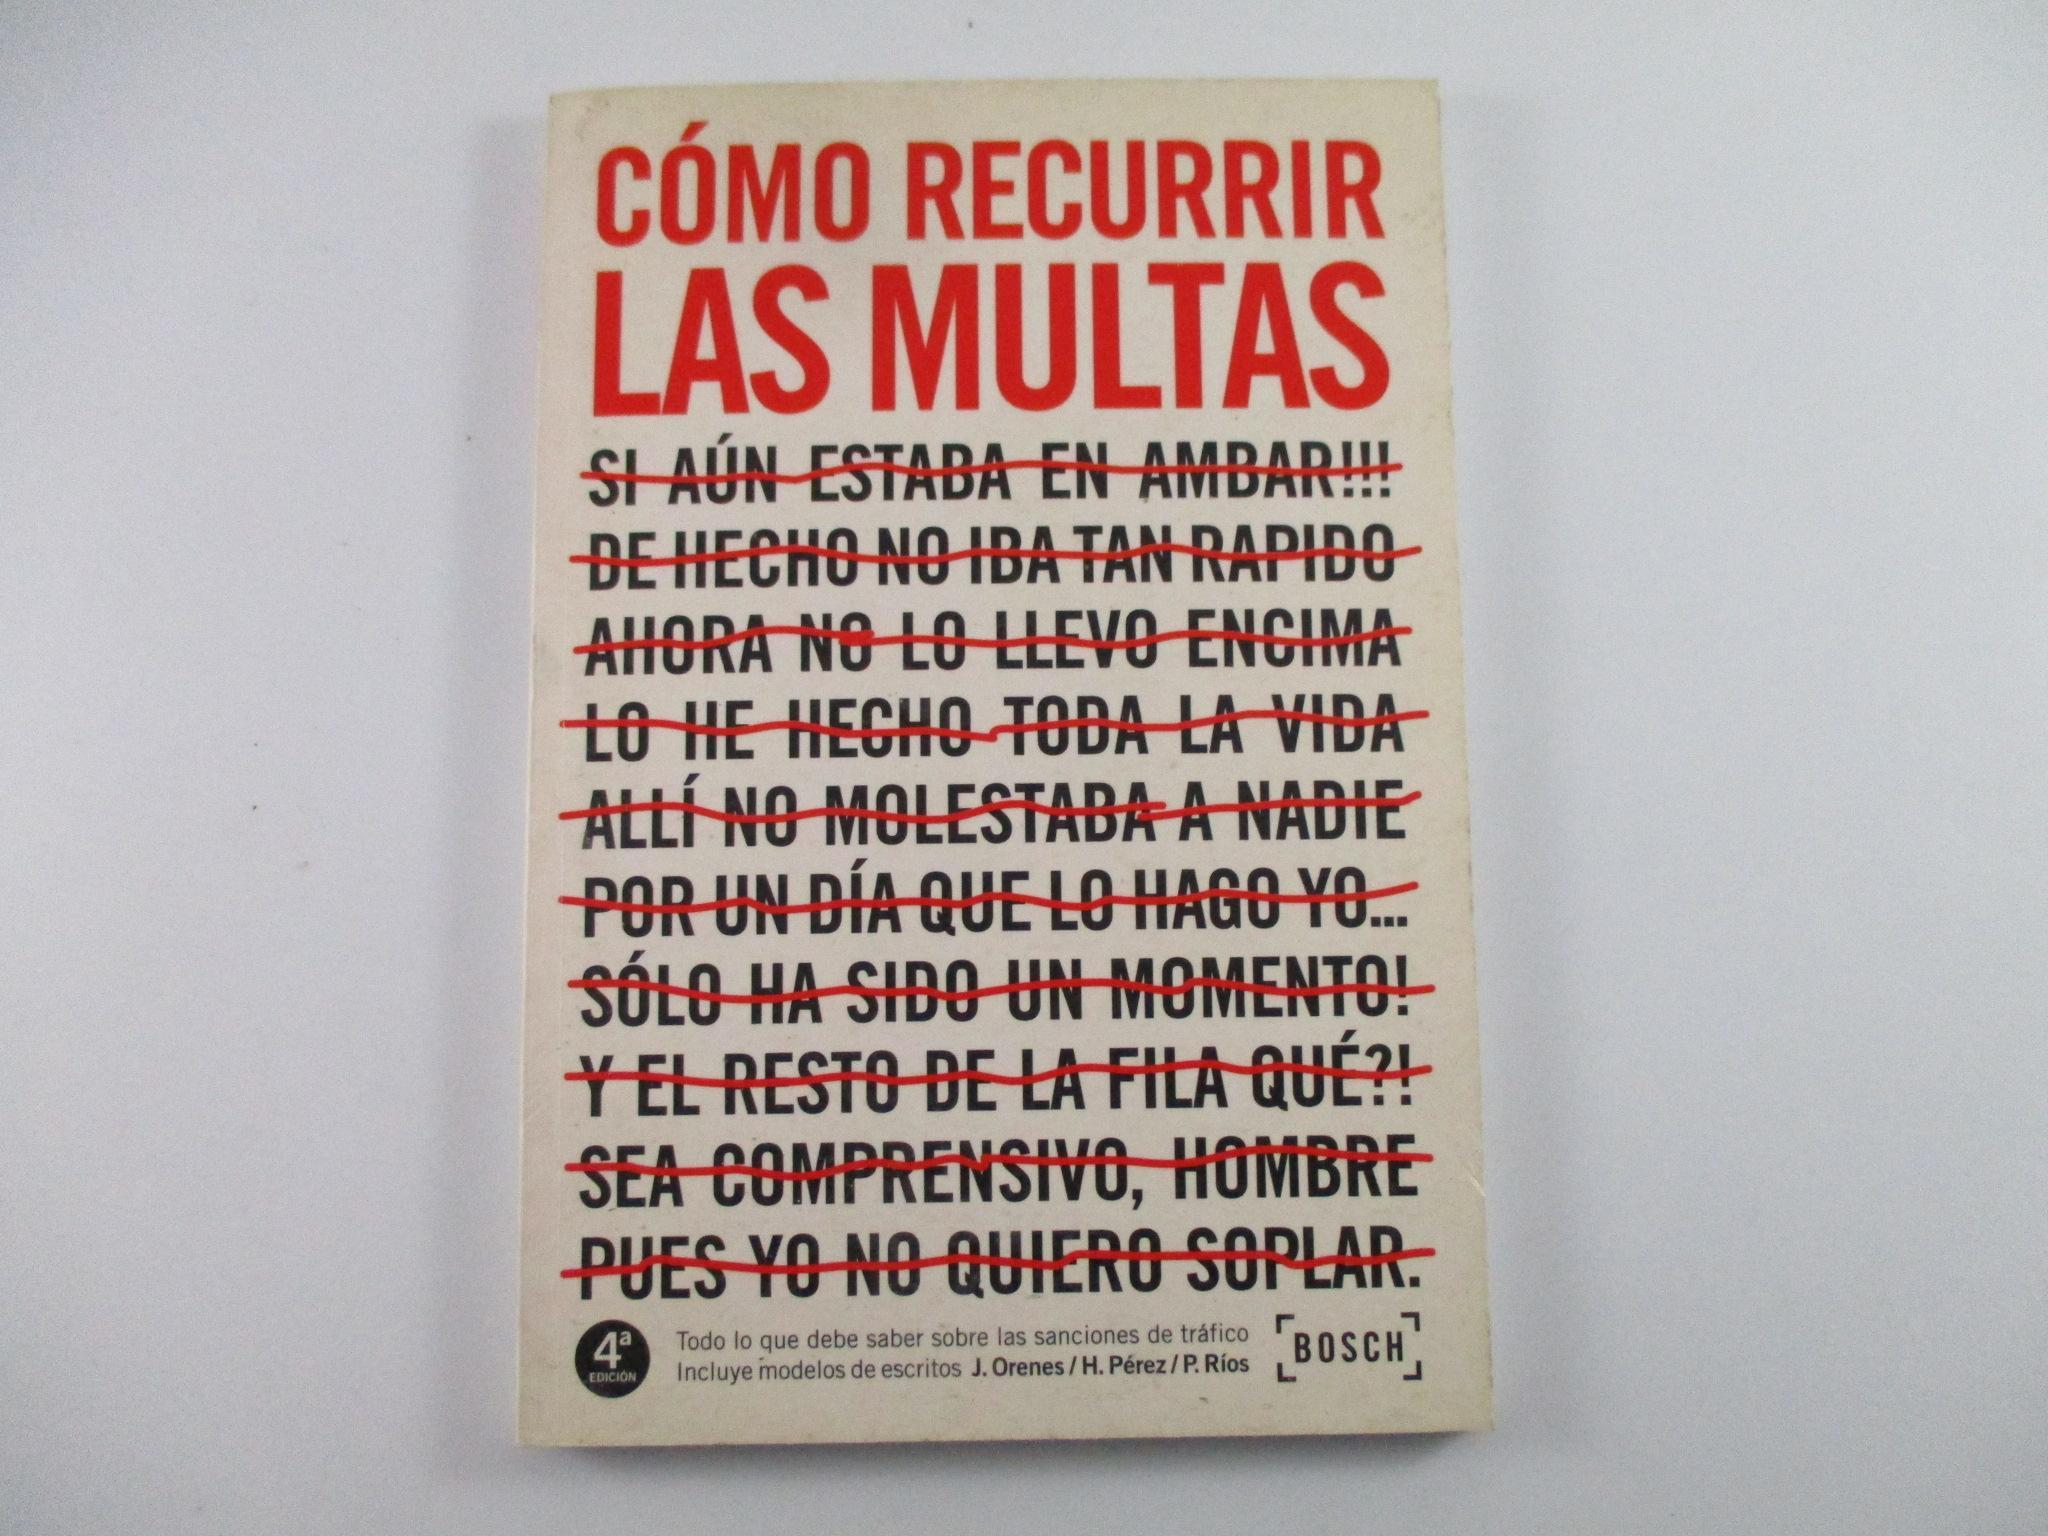 CÓMO RECURRIR
LAS MULTAS
SI AÚN ESTABA EN AMBAR!!!
DE HECHO NO IBA TAN RAPIDO
AHORA NO LO LLEVO ENCIMA
LO HE HECHO TODA LA VIDA
ALLÍ NO MOLESTABA A NADIE
POR UN DÍA QUE LO HAGO YO...
SÓLO HA SIDO UN MOMENTO!
Y EL RESTO DE LA FILA QUÉ?!
SEA COMPRENSIVO, HOMBRE
PUES YO NO QUIERO SOPLAR.
4ª
EDICIÓN
Todo lo que debe saber sobre las sanciones de tráfico
Incluye modelos de escritos J. Orenes / H. Pérez / P. Ríos
BOSCH